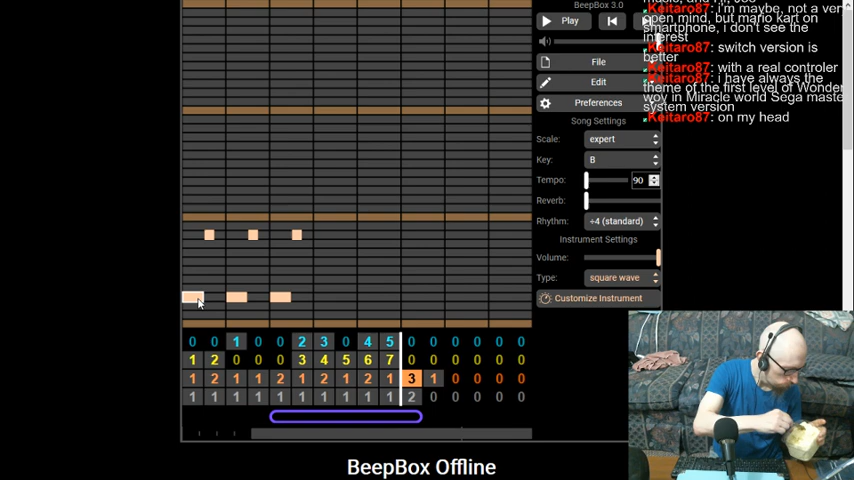 BeepBox 3.0
Play
File
Edit
Preferences
Song Settings
Scale: expert
Key: B
Tempo: 90
Reverb:
Rhythm: ÷4 (standard)
Instrument Settings
Volume:
Type: square wave
Customize Instrument
Keitaro87: i'm maybe, not a very
open mind, but mario kart on
smartphone, i don't see the
interest
Keitaro87: switch version is
better
Keitaro87: with a real controler
Keitaro87: i have always the
theme of the first level of Wonder
woy in Miracle world Sega master
system version
Keitaro87: on my head
0 0 1 0 0 2 3 0 4 5 0 0 0 0 0 0
1 2 0 0 0 3 4 5 6 7 0 0 0 0 0 0
1 2 1 1 2 1 2 1 2 1 3 1 0 0 0 0
1 1 1 1 1 1 1 1 1 1 2 0 0 0 0 0
BeepBox Offline